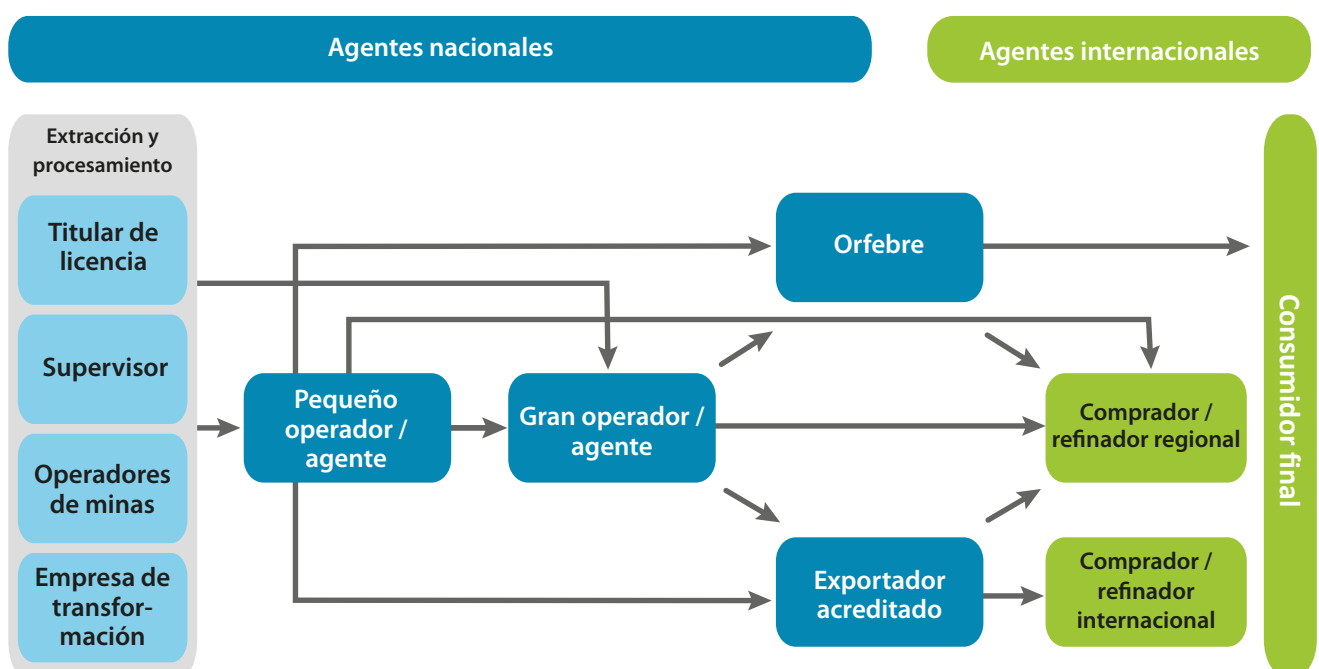 Agentes nacionales
Agentes internacionales
Extracción y
procesamiento
Titular de
licencia
Supervisor
Operadores
de minas
Empresa de
transfor-
mación
Pequeño
operador /
agente
Gran operador /
agente
Orfebre
Exportador
acreditado
Comprador /
refinador regional
Comprador /
refinador
internacional
Consumidor final